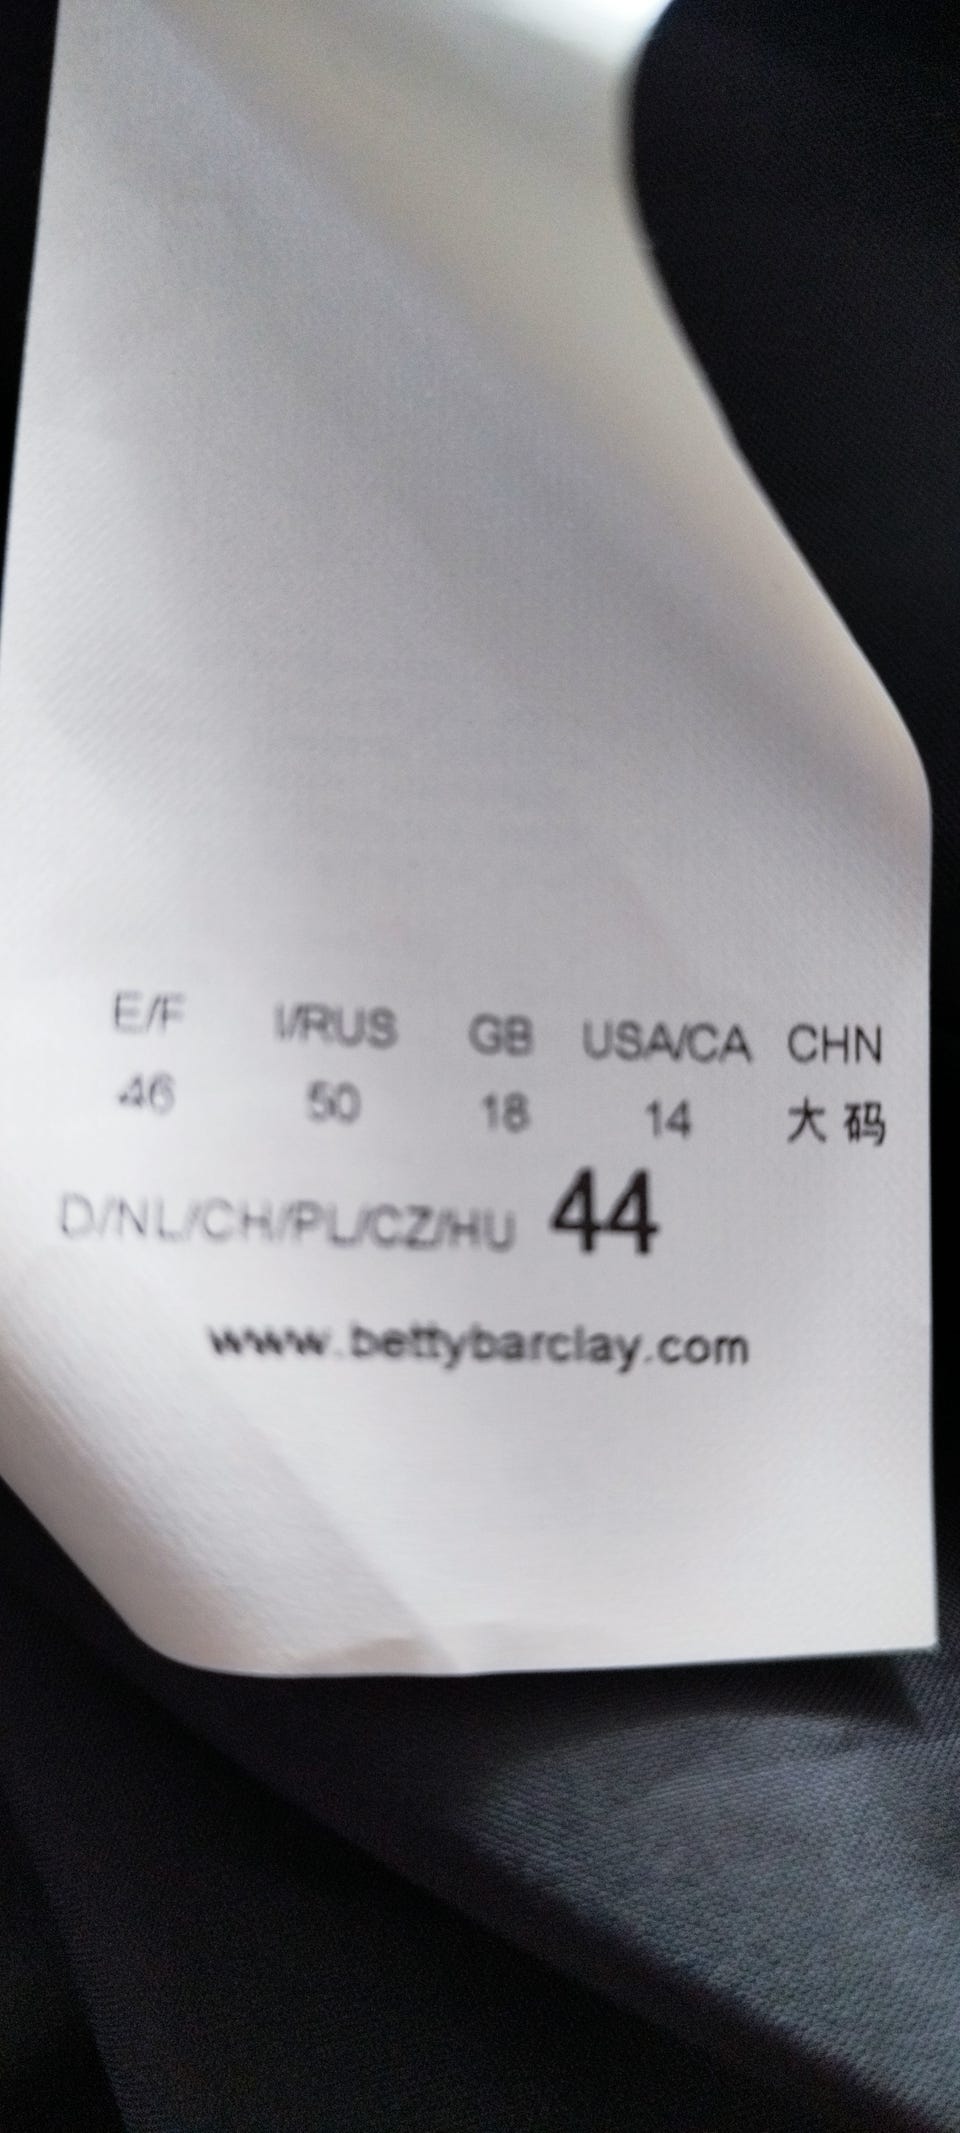 E/F I/RUS GB USA/CA CHN
46 50 18 14 大码
D/NL/CH/PL/CZ/HU 44
www.bettybarclay.com